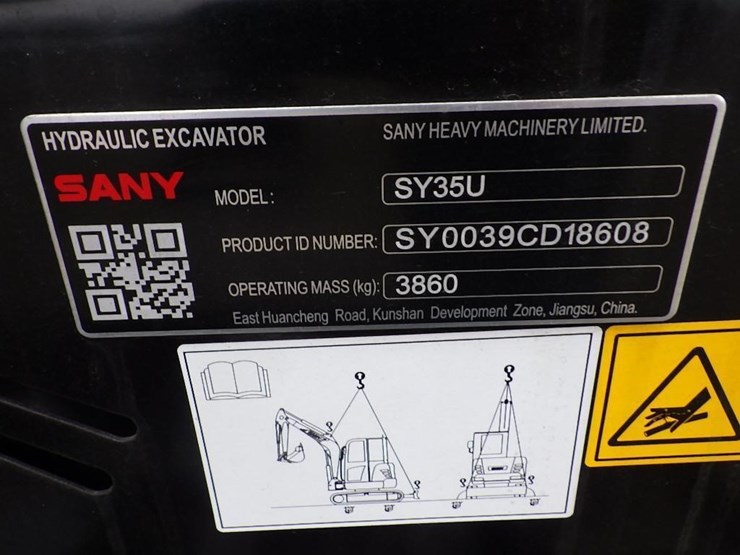 HYDRAULIC EXCAVATOR
SANY HEAVY MACHINERY LIMITED.
SANY
MODEL: SY35U
PRODUCT ID NUMBER: SY0039CD18608
OPERATING MASS (kg): 3860
East Huancheng Road, Kunshan Development Zone, Jiangsu, China.